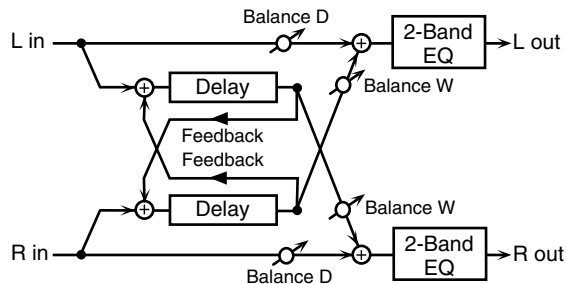 Balance D
L in
2-Band
EQ
L out
Delay
Balance W
Feedback
Feedback
Delay
Balance W
R in
2-Band
EQ
R out
Balance D